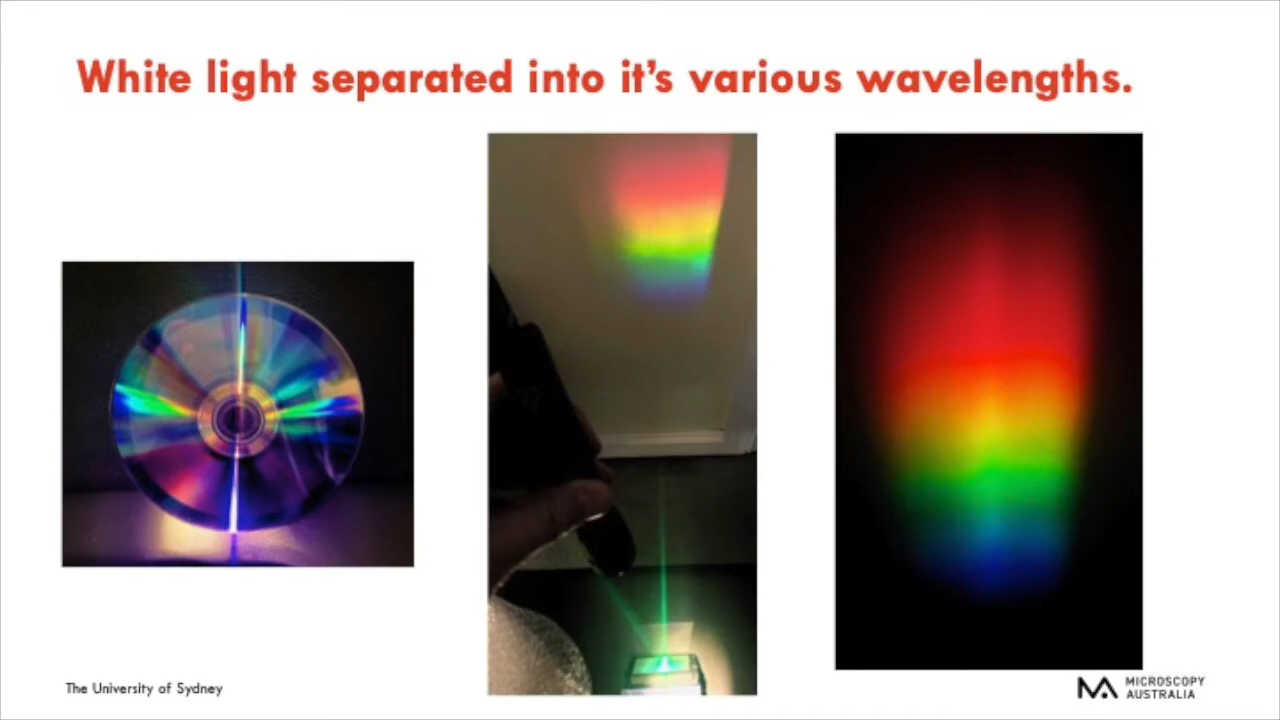 White light separated into it's various wavelengths.
The University of Sydney
MICROSCOPY
AUSTRALIA